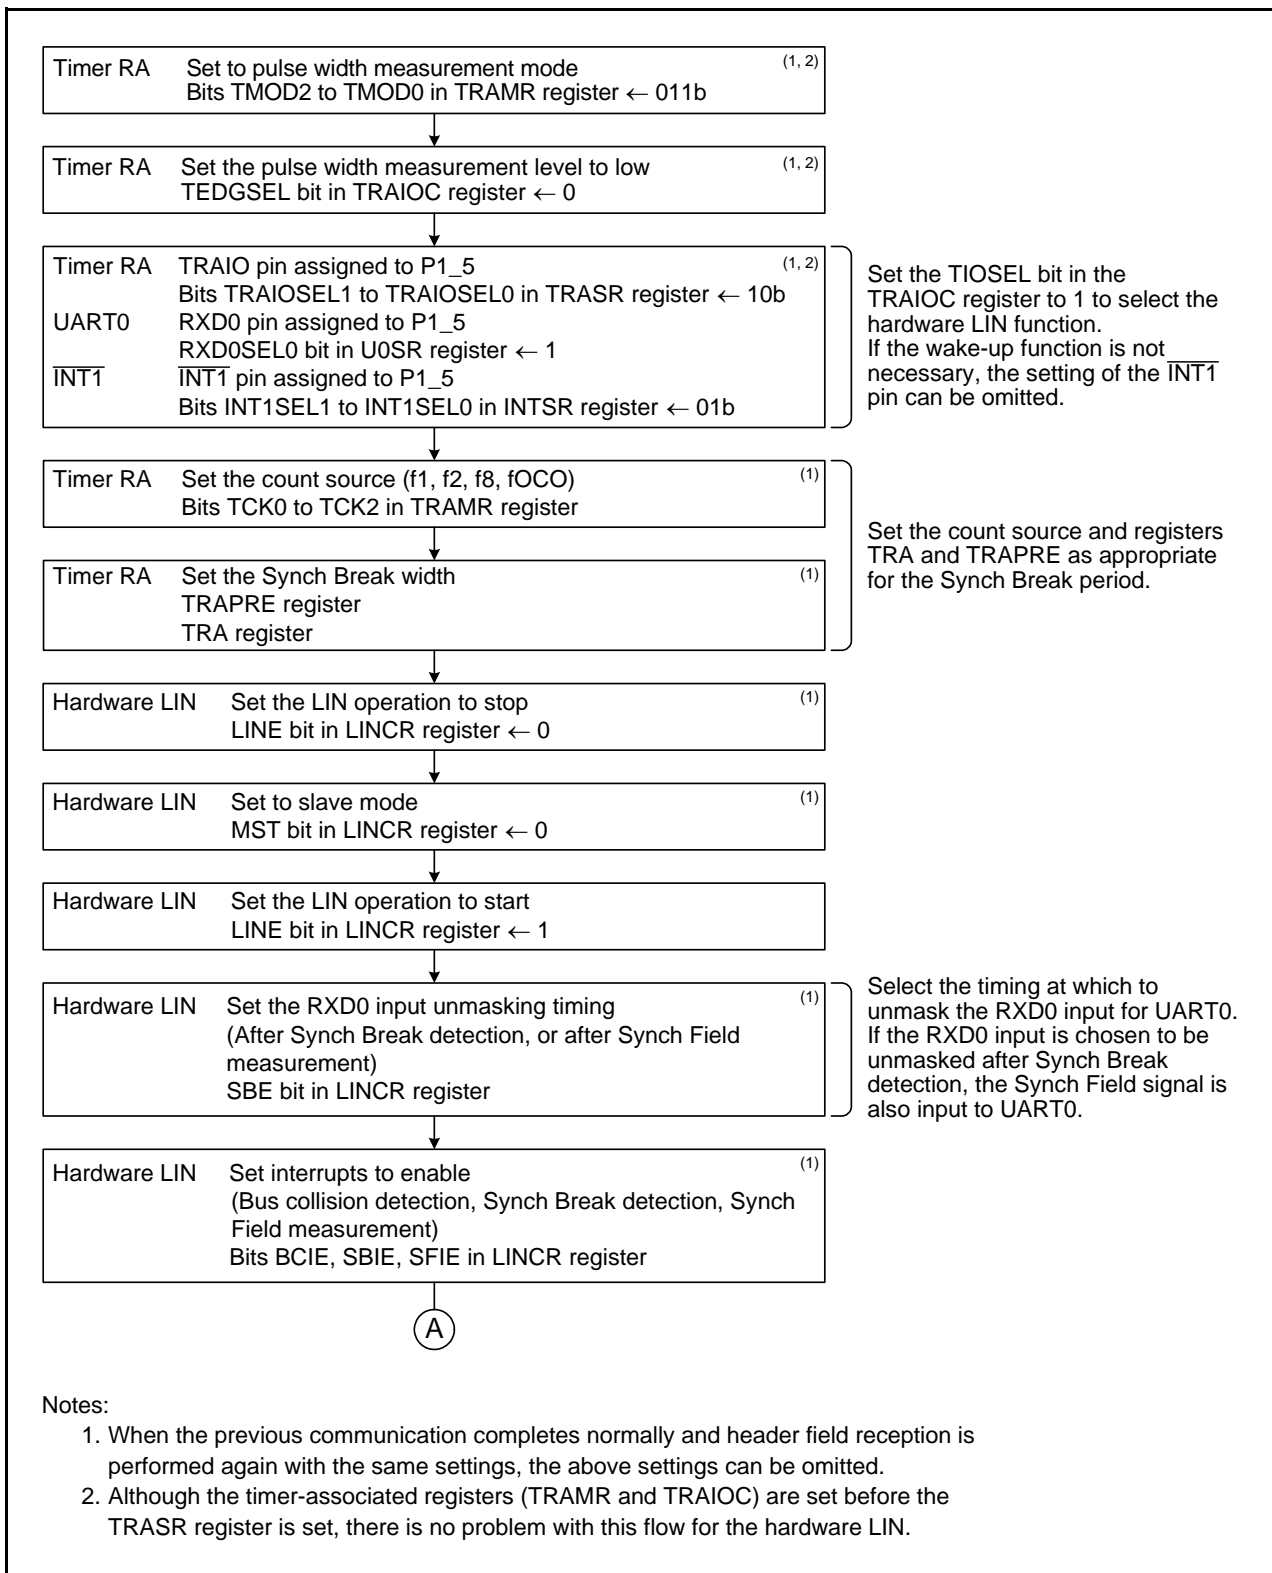 Timer RA Set to pulse width measurement mode (1, 2)
Bits TMOD2 to TMOD0 in TRAMR register ← 011b
Timer RA Set the pulse width measurement level to low (1, 2)
TEDGSEL bit in TRAIOC register ← 0
Timer RA TRAIO pin assigned to P1_5 (1, 2)
Bits TRAIOSEL1 to TRAIOSEL0 in TRASR register ← 10b
UART0 RXD0 pin assigned to P1_5
RXD0SEL0 bit in U0SR register ← 1
INT1 INT1 pin assigned to P1_5
Bits INT1SEL1 to INT1SEL0 in INTSR register ← 01b
Set the TIOSEL bit in the
TRAIOC register to 1 to select the
hardware LIN function.
If the wake-up function is not
necessary, the setting of the INT1
pin can be omitted.
Timer RA Set the count source (f1, f2, f8, fOCO) (1)
Bits TCK0 to TCK2 in TRAMR register
Timer RA Set the Synch Break width (1)
TRAPRE register
TRA register
Set the count source and registers
TRA and TRAPRE as appropriate
for the Synch Break period.
Hardware LIN Set the LIN operation to stop (1)
LINE bit in LINCR register ← 0
Hardware LIN Set to slave mode (1)
MST bit in LINCR register ← 0
Hardware LIN Set the LIN operation to start
LINE bit in LINCR register ← 1
Hardware LIN Set the RXD0 input unmasking timing (1)
(After Synch Break detection, or after Synch Field
measurement)
SBE bit in LINCR register
Select the timing at which to
unmask the RXD0 input for UART0.
If the RXD0 input is chosen to be
unmasked after Synch Break
detection, the Synch Field signal is
also input to UART0.
Hardware LIN Set interrupts to enable (1)
(Bus collision detection, Synch Break detection, Synch
Field measurement)
Bits BCIE, SBIE, SFIE in LINCR register
A
Notes:
1. When the previous communication completes normally and header field reception is
performed again with the same settings, the above settings can be omitted.
2. Although the timer-associated registers (TRAMR and TRAIOC) are set before the
TRASR register is set, there is no problem with this flow for the hardware LIN.